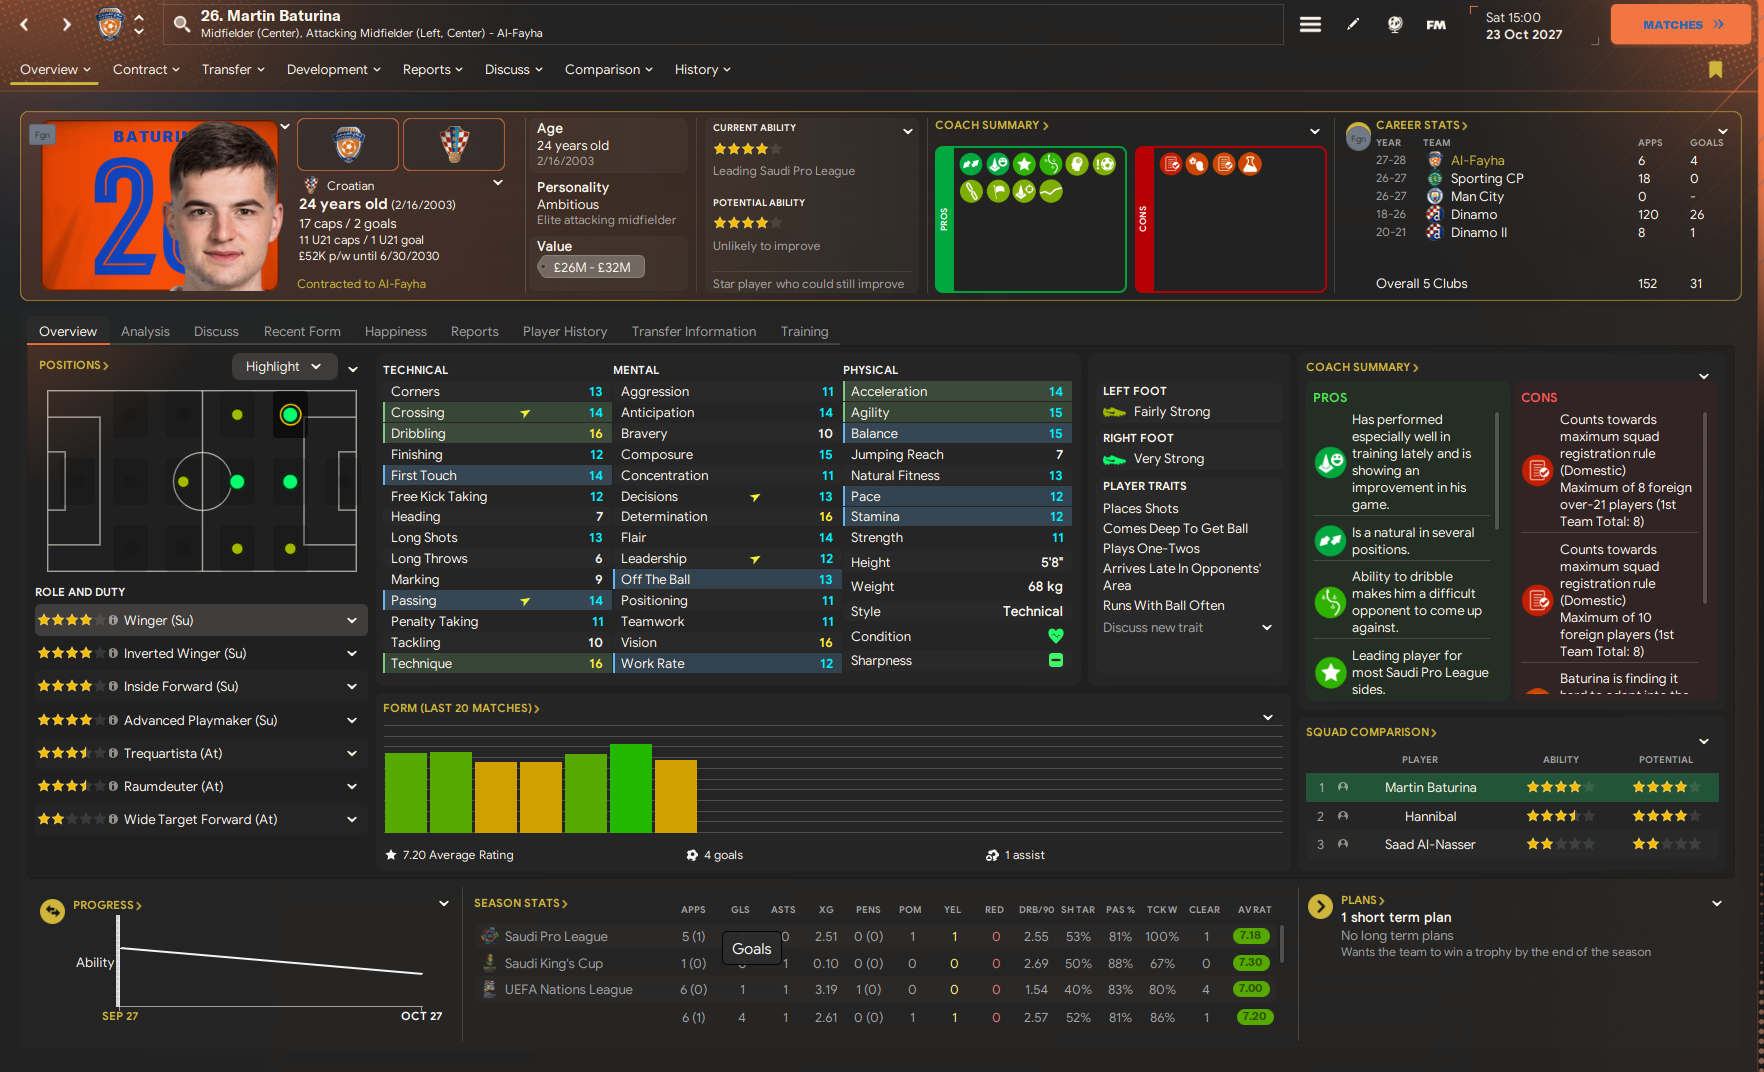 26. Martin Baturina
Midfielder (Center), Attacking Midfielder (Left, Center) - Al-Fayha
FM
Sat 15:00
23 Oct 2027
MATCHES
Overview Contract Transfer Development Reports Discuss Comparison History
Fgn
BATURI
2
Croatian
24 years old (2/16/2003)
17 caps / 2 goals
11 U21 caps / 1 U21 goal
£52K p/w until 6/30/2030
Contracted to Al-Fayha
Age
24 years old
2/16/2003
Personality
Ambitious
Elite attacking midfielder
Value
£26M - £32M
CURRENT ABILITY
Leading Saudi Pro League
POTENTIAL ABILITY
Unlikely to improve
Star player who could still improve
COACH SUMMARY
PROS
CONS
Fgn
CAREER STATS
YEAR TEAM APPS GOALS
27-28 Al-Fayha 6 4
26-27 Sporting CP 18 0
26-27 Man City 0 -
18-26 Dinamo 120 26
20-21 Dinamo II 8 1
Overall 5 Clubs 152 31
Overview Analysis Discuss Recent Form Happiness Reports Player History Transfer Information Training
POSITIONS
Highlight
ROLE AND DUTY
Winger (Su)
Inverted Winger (Su)
Inside Forward (Su)
Advanced Playmaker (Su)
Trequartista (At)
Raumdeuter (At)
Wide Target Forward (At)
TECHNICAL
Corners 13
Crossing 14
Dribbling 16
Finishing 12
First Touch 14
Free Kick Taking 12
Heading 7
Long Shots 13
Long Throws 6
Marking 9
Passing 14
Penalty Taking 11
Tackling 10
Technique 16
MENTAL
Aggression 11
Anticipation 14
Bravery 10
Composure 15
Concentration 11
Decisions 13
Determination 16
Flair 14
Leadership 12
Off The Ball 13
Positioning 11
Teamwork 11
Vision 16
Work Rate 12
PHYSICAL
Acceleration 14
Agility 15
Balance 15
Jumping Reach 7
Natural Fitness 13
Pace 12
Stamina 12
Strength 11
Height 5'8"
Weight 68 kg
Style Technical
Condition
Sharpness
LEFT FOOT
Fairly Strong
RIGHT FOOT
Very Strong
PLAYER TRAITS
Places Shots
Comes Deep To Get Ball
Plays One-Twos
Arrives Late In Opponents'
Area
Runs With Ball Often
Discuss new trait
COACH SUMMARY
PROS
Has performed
especially well in
training lately and is
showing an
improvement in his
game.
Is a natural in several
positions.
Ability to dribble
makes him a difficult
opponent to come up
against.
Leading player for
most Saudi Pro League
sides.
CONS
Counts towards
maximum squad
registration rule
(Domestic)
Maximum of 8 foreign
over-21 players (1st
Team Total: 8)
Counts towards
maximum squad
registration rule
(Domestic)
Maximum of 10
foreign players (1st
Team Total: 8)
Baturina is finding it
hard to adapt into the
FORM (LAST 20 MATCHES)
7.20 Average Rating 4 goals 1 assist
SQUAD COMPARISON
PLAYER ABILITY POTENTIAL
1 Martin Baturina
2 Hannibal
3 Saad Al-Nasser
PROGRESS
Ability
SEP 27 OCT 27
SEASON STATS
APPS GLS ASTS XG PENS POM YEL RED DRB/90 SH TAR PAS % TCK W CLEAR AV RAT
Saudi Pro League 5 (1) 0 2.51 0 (0) 1 1 0 2.55 53% 81% 100% 1 7.18
Goals
Saudi King's Cup 1 (0) 1 0.10 0 (0) 0 0 0 2.69 50% 88% 67% 0 7.30
UEFA Nations League 6 (0) 1 1 3.19 1 (0) 0 0 0 1.54 40% 83% 80% 4 7.00
6 (1) 4 1 2.61 0 (0) 1 1 0 2.57 52% 81% 86% 1 7.20
PLANS
1 short term plan
No long term plans
Wants the team to win a trophy by the end of the season